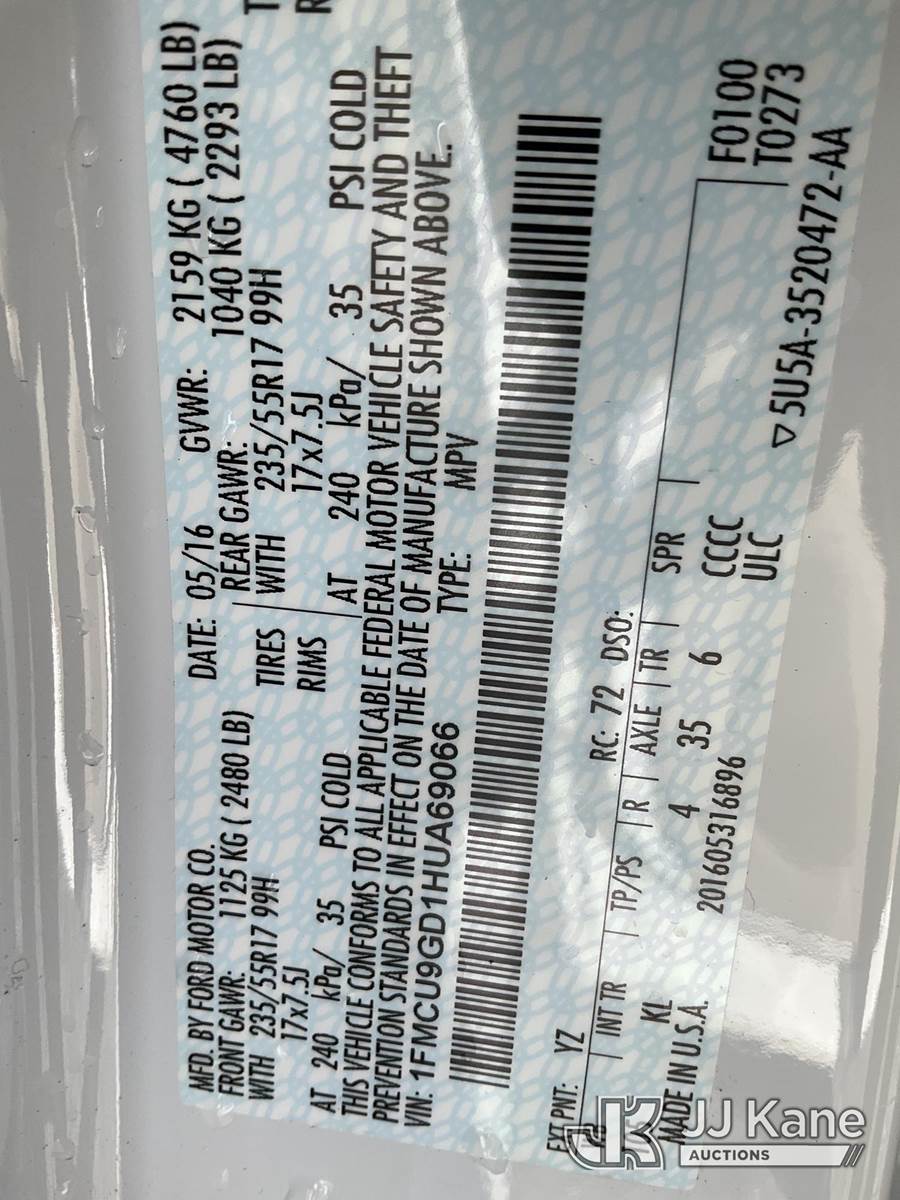 MFD. BY FORD MOTOR CO.
DATE: 05/16 GVWR: 2159 KG ( 4760 LB)
FRONT GAWR: 1125 KG ( 2480 LB)
REAR GAWR: 1040 KG ( 2293 LB)
WITH 235/55R17 99H TIRES WITH 235/55R17 99H
17x7.5J RIMS 17x7.5J
AT 240 kPa/ 35 PSI COLD AT 240 kPa/ 35 PSI COLD
THIS VEHICLE CONFORMS TO ALL APPLICABLE FEDERAL MOTOR VEHICLE SAFETY AND THEFT
PREVENTION STANDARDS IN EFFECT ON THE DATE OF MANUFACTURE SHOWN ABOVE.
VIN: 1FMCU9GD1HUA69066 TYPE: MPV
EXT PNT: YZ RC: 72 DSO:
INT TR TP/PS R AXLE TR SPR
KL 4 35 6 CCCC
F0100
T0273
MADE IN U.S.A. 201605316896 ULC
▽5U5A-3520472-AA
JJ Kane
AUCTIONS